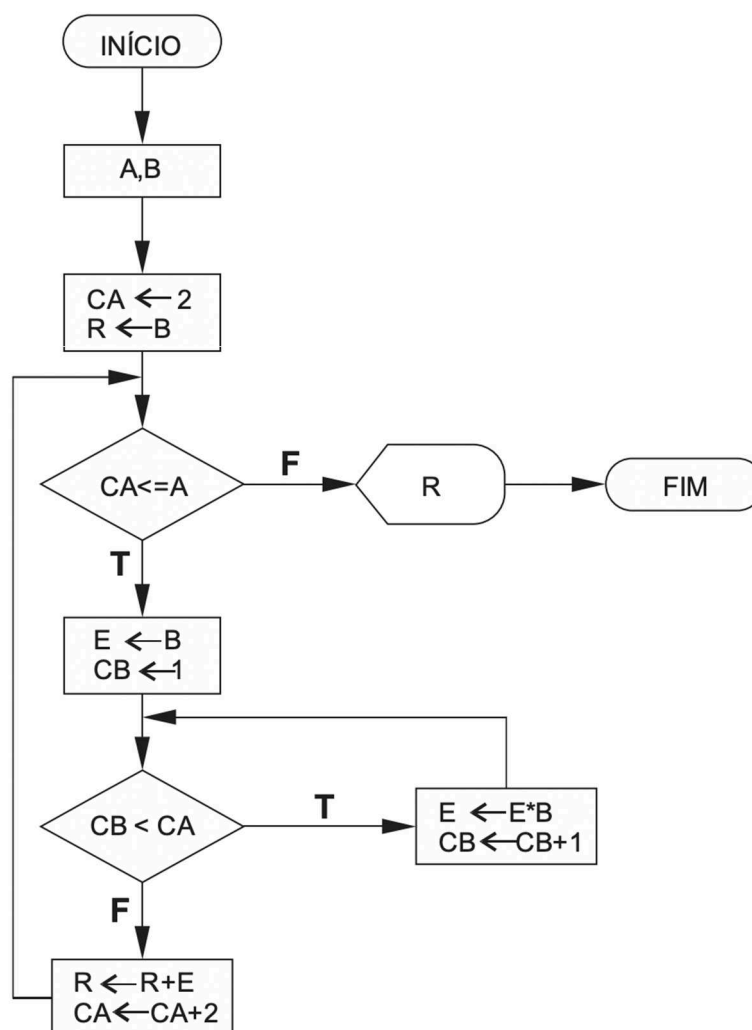 INÍCIO
A,B
CA ← 2
R ← B
CA<=A
F
R
FIM
T
E ← B
CB ← 1
CB < CA
T
E ← E*B
CB ← CB+1
F
R ← R+E
CA ← CA+2